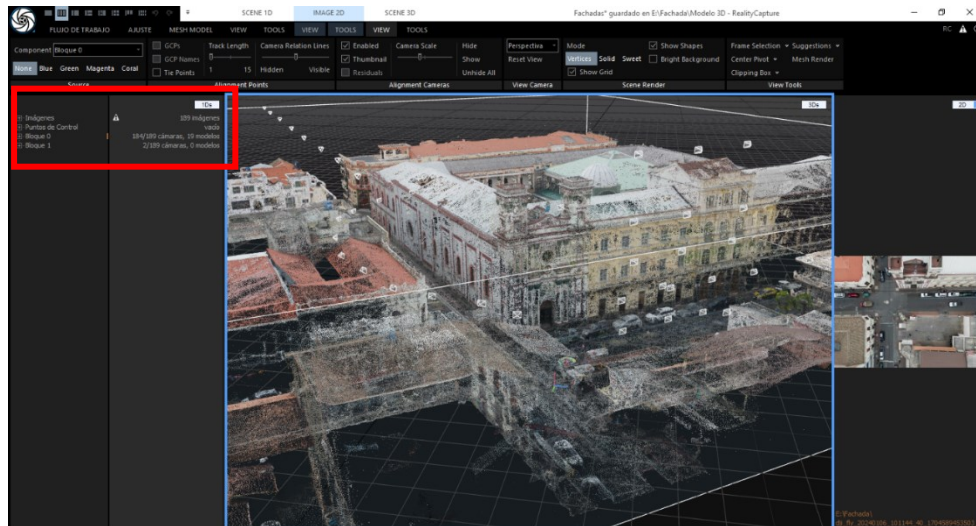 SCENE 1D IMAGE 2D SCENE 3D Fachadas* guardado en E:\Fachada\Modelo 3D - RealityCapture
FLUJO DE TRABAJO AJUSTE MESH MODEL VIEW TOOLS VIEW TOOLS VIEW TOOLS RC
Component Bloque 0 GCPs Track Length Camera Relation Lines Enabled Camera Scale Hide Perspectiva Mode Show Shapes Frame Selection Suggestions
GCP Names Thumbnail Show Reset View Vertices Solid Sweet Bright Background Center Pivot Mesh Render
None Blue Green Magenta Coral Tie Points 1 15 Hidden Visible Residuals Unhide All Show Grid Clipping Box
Source Alignment Points Alignment Cameras View Camera Scene Render View Tools
1Ds 3Ds 2D
Imágenes 189 imágenes
Puntos de Control vacío
Bloque 0 184/189 cámaras, 19 modelos
Bloque 1 2/189 cámaras, 0 modelos
E:\Fachada\